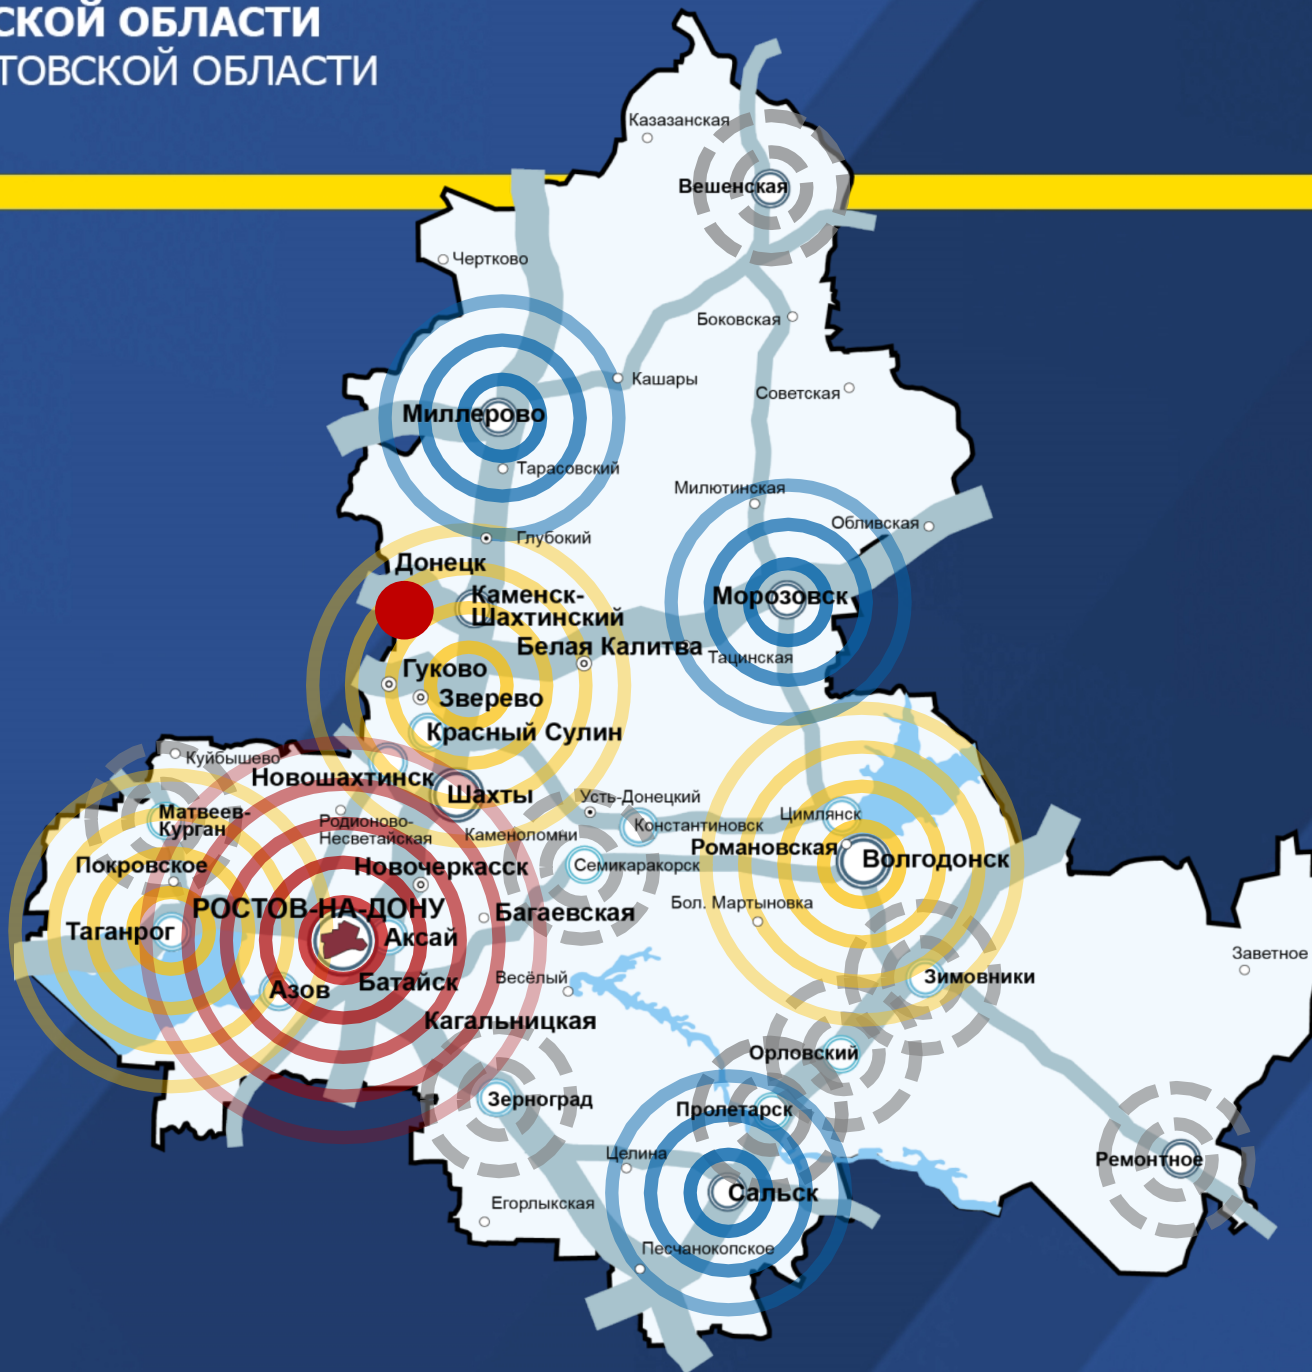 СКОЙ ОБЛАСТИ
ТОВСКОЙ ОБЛАСТИ
Казазанская
Вешенская
Чертково
Боковская
Кашары
Советская
Миллерово
Тарасовский
Милютинская
Обливская
Глубокий
Донецк
Каменск-
Шахтинский
Морозовск
Белая Калитва
Тацинская
Гуково
Зверево
Красный Сулин
Куйбышево
Новошахтинск
Шахты
Усть-Донецкий
Матвеев-
Курган
Родионово-
Несветайская
Каменоломни
Константиновск
Цимлянск
Романовская
Волгодонск
Покровское
Новочеркасск
Семикаракорск
РОСТОВ-НА-ДОНУ
Багаевская
Бол. Мартыновка
Таганрог
Аксай
Заветное
Азов
Батайск
Весёлый
Зимовники
Кагальницкая
Орловский
Зерноград
Пролетарск
Целина
Ремонтное
Сальск
Егорлыкская
Песчанокопское